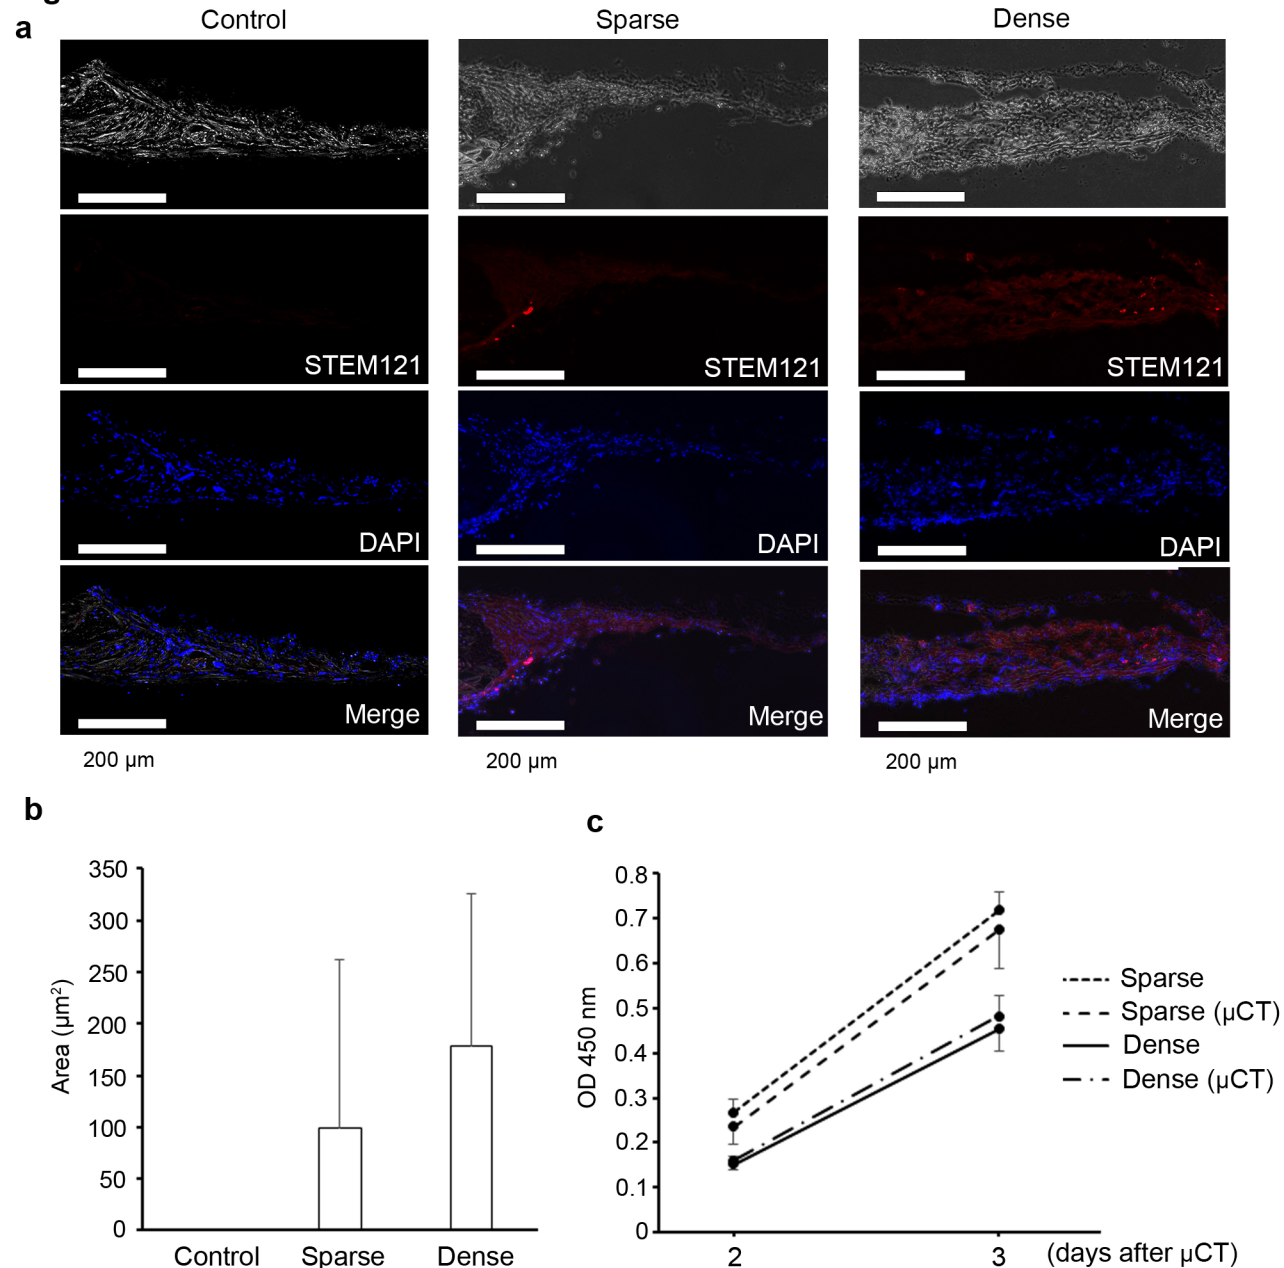 a
Control
Sparse
Dense
STEM121
STEM121
STEM121
DAPI
DAPI
DAPI
Merge
Merge
Merge
200 µm
200 µm
200 µm
b
Area (µm²)
350
300
250
200
150
100
50
0
Control
Sparse
Dense
c
OD 450 nm
0.8
0.7
0.6
0.5
0.4
0.3
0.2
0.1
0
2
3
(days after µCT)
Sparse
Sparse (µCT)
Dense
Dense (µCT)